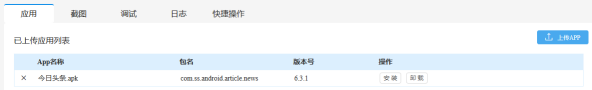 应用 截图 调试 日志 快捷操作
已上传应用列表 上传APP
App名称 包名 版本号 操作
× 今日头条.apk com.ss.android.article.news 6.3.1 安装 卸载